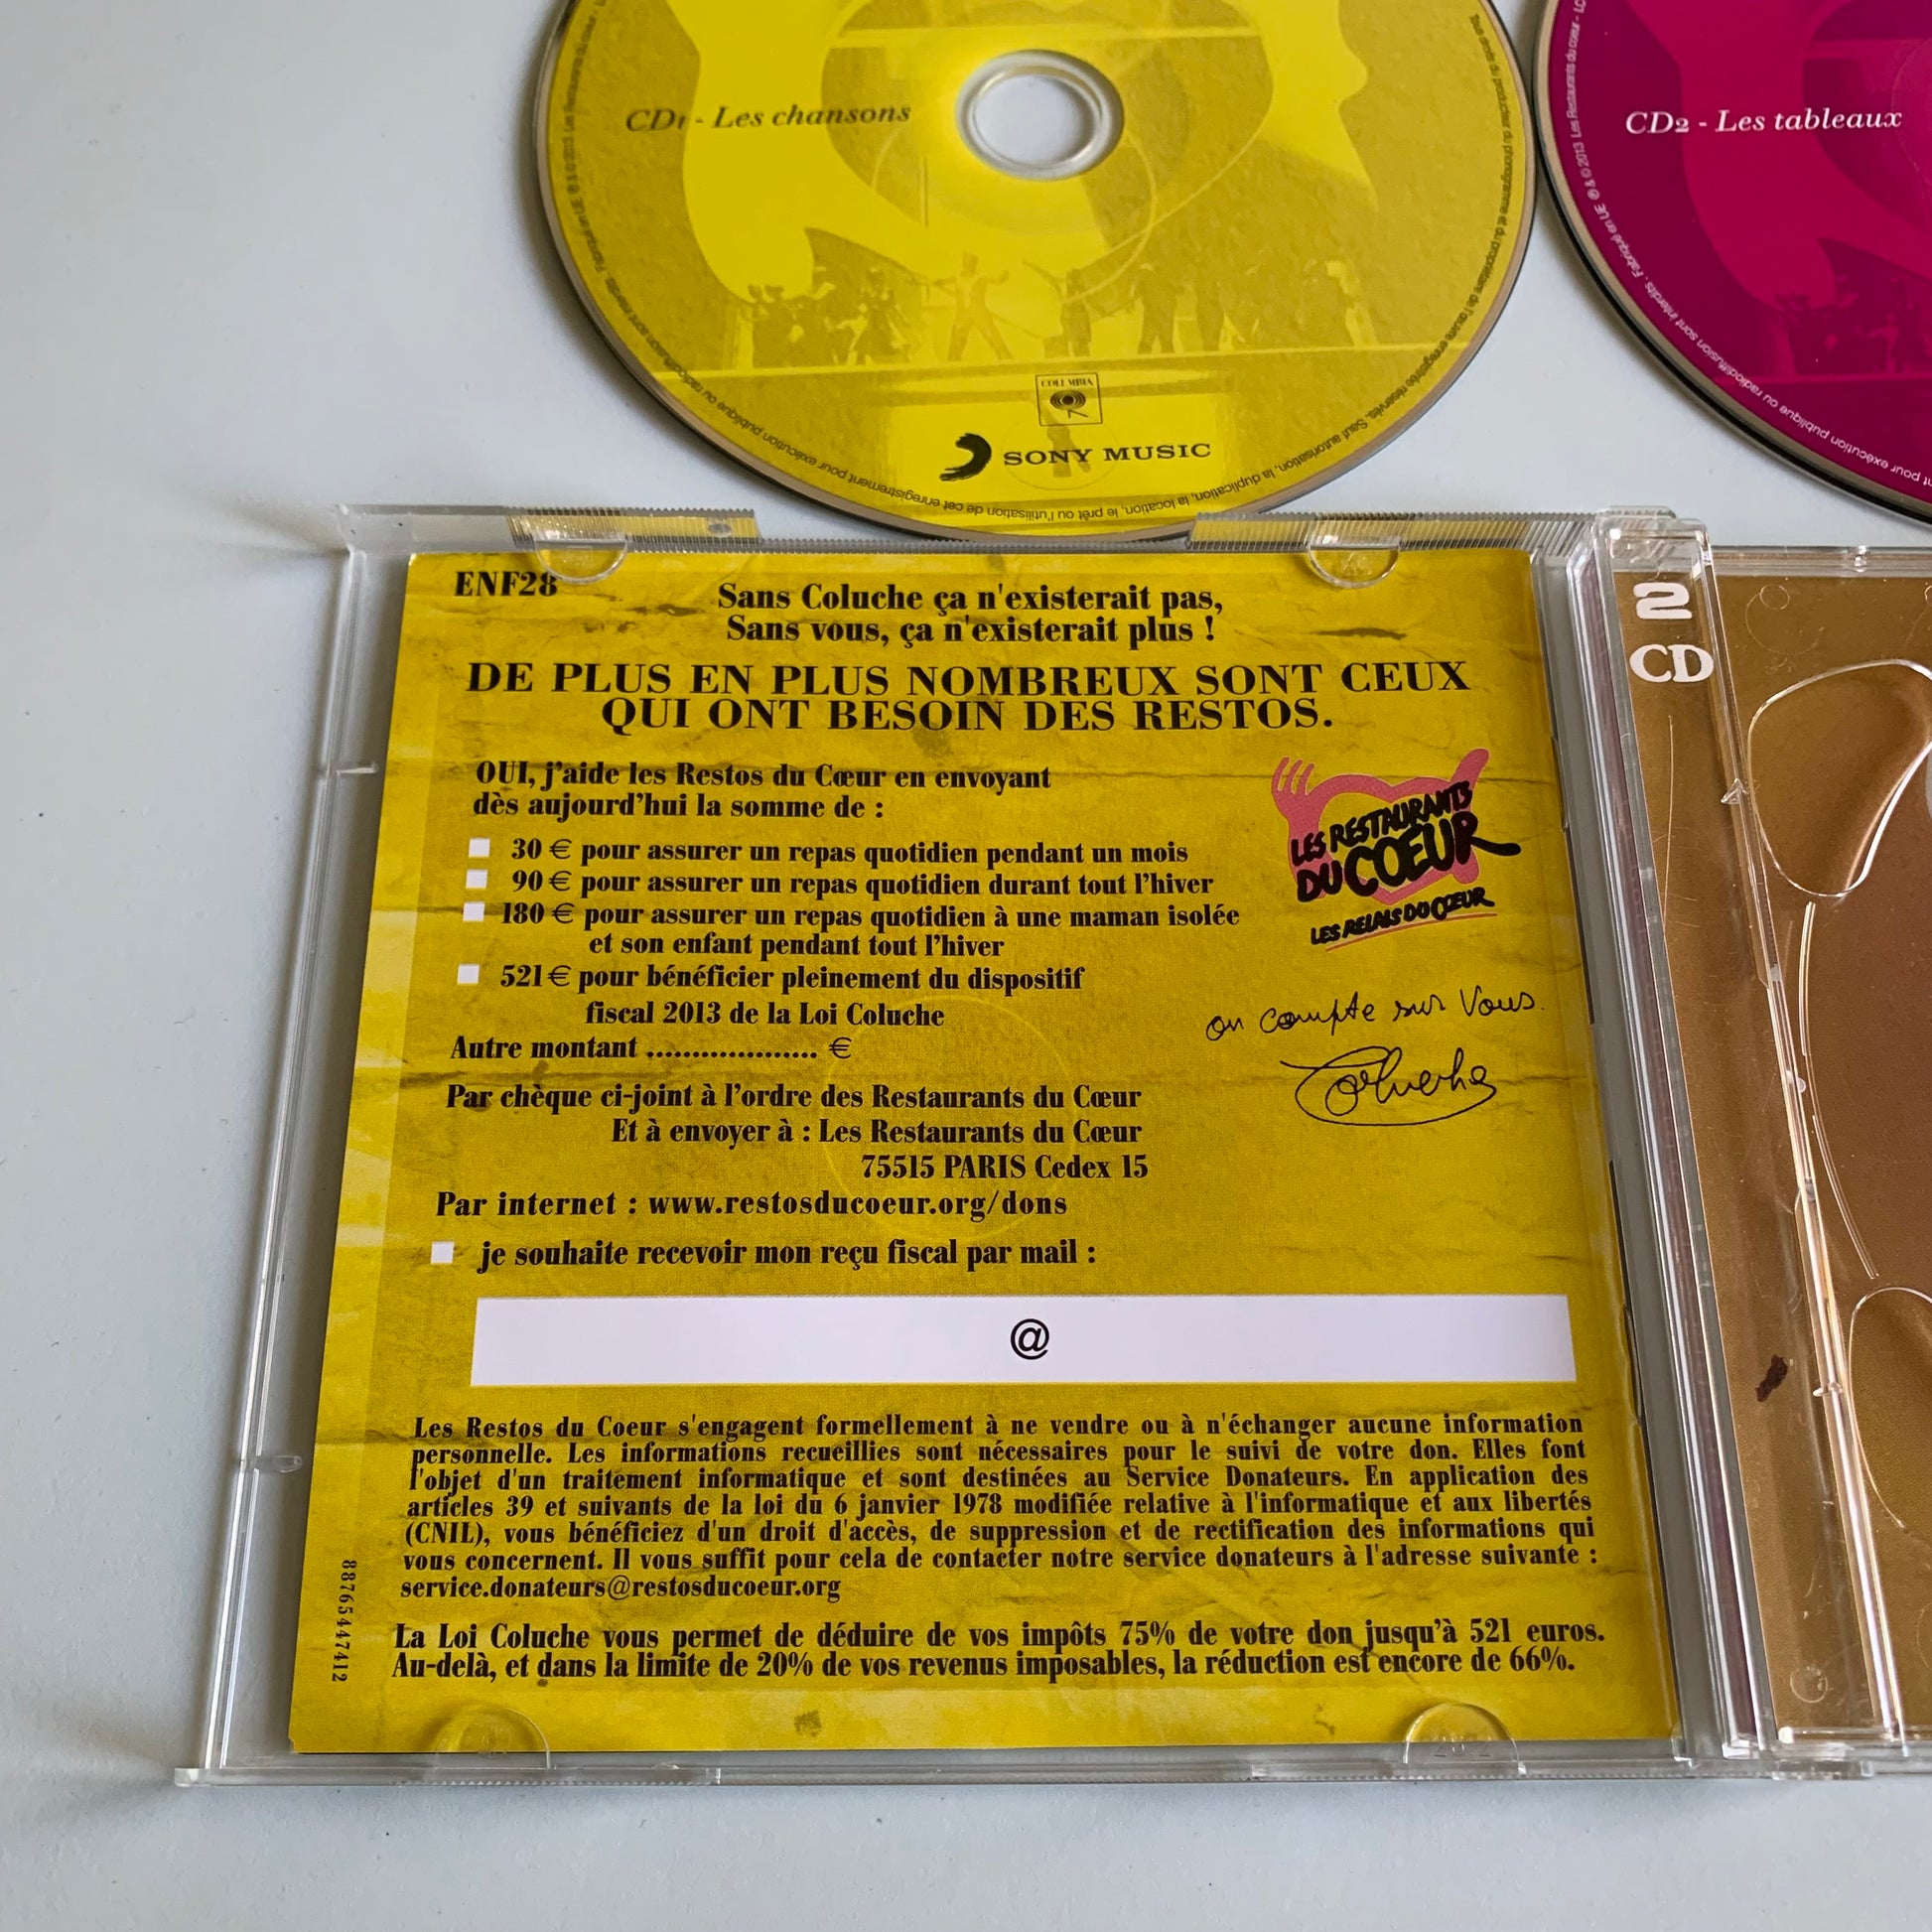 CD1 - Les chansons
COLUMBIA
SONY MUSIC
CD2 - Les tableaux
2
CD
ENF28
Sans Coluche ça n'existerait pas,
Sans vous, ça n'existerait plus !
DE PLUS EN PLUS NOMBREUX SONT CEUX
QUI ONT BESOIN DES RESTOS.
OUI, j'aide les Restos du Cœur en envoyant
dès aujourd'hui la somme de :
30 € pour assurer un repas quotidien pendant un mois
90 € pour assurer un repas quotidien durant tout l'hiver
180 € pour assurer un repas quotidien à une maman isolée
et son enfant pendant tout l'hiver
521 € pour bénéficier pleinement du dispositif
fiscal 2013 de la Loi Coluche
Autre montant ................... €
LES RESTAURANTS
DU CŒUR
LES RELAIS DU CŒUR
on compte sur Vous.
Coluche
Par chèque ci-joint à l'ordre des Restaurants du Cœur
Et à envoyer à : Les Restaurants du Cœur
75515 PARIS Cedex 15
Par internet : www.restosducoeur.org/dons
je souhaite recevoir mon reçu fiscal par mail :
@
Les Restos du Coeur s'engagent formellement à ne vendre ou à n'échanger aucune information
personnelle. Les informations recueillies sont nécessaires pour le suivi de votre don. Elles font
l'objet d'un traitement informatique et sont destinées au Service Donateurs. En application des
articles 39 et suivants de la loi du 6 janvier 1978 modifiée relative à l'informatique et aux libertés
(CNIL), vous bénéficiez d'un droit d'accès, de suppression et de rectification des informations qui
vous concernent. Il vous suffit pour cela de contacter notre service donateurs à l'adresse suivante :
service.donateurs@restosducoeur.org
La Loi Coluche vous permet de déduire de vos impôts 75% de votre don jusqu'à 521 euros.
Au-delà, et dans la limite de 20% de vos revenus imposables, la réduction est encore de 66%.
88765447412